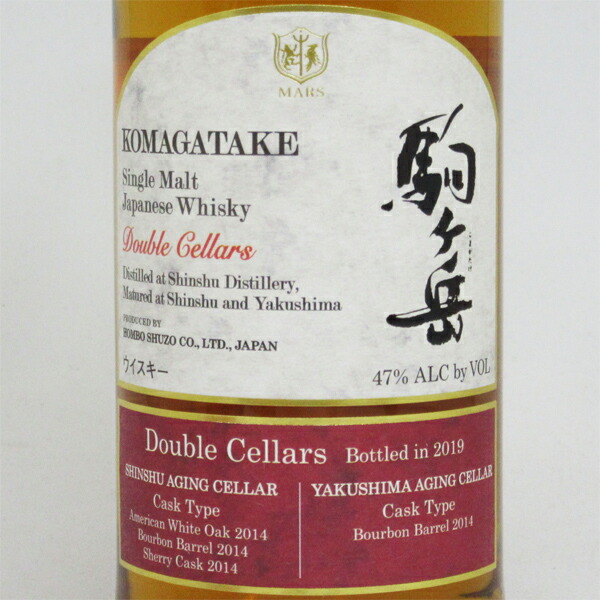 MARS
KOMAGATAKE
Single Malt
Japanese Whisky
Double Cellars
Distilled at Shinshu Distillery,
Matured at Shinshu and Yakushima
PRODUCED BY
HOMBO SHUZO CO., LTD., JAPAN
ウイスキー
駒ヶ岳
47% ALC by VOL
Double Cellars Bottled in 2019
SHINSHU AGING CELLAR
Cask Type
American White Oak 2014
Bourbon Barrel 2014
Sherry Cask 2014
YAKUSHIMA AGING CELLAR
Cask Type
Bourbon Barrel 2014